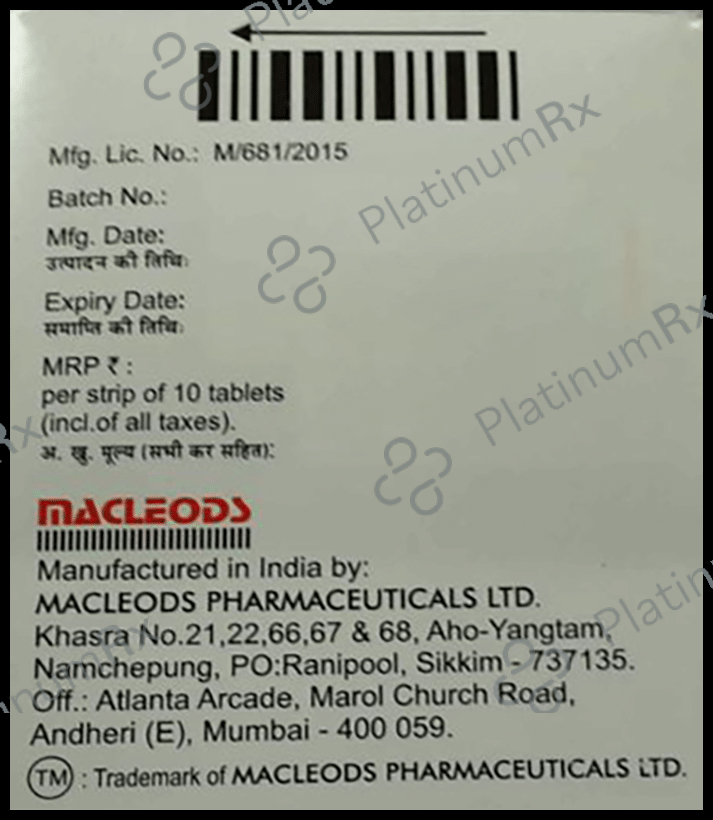 Mfg. Lic. No.: M/681/2015
Batch No.:
Mfg. Date:
उत्पादन की तिथि:
Expiry Date:
समाप्ति की तिथि:
MRP ₹ :
per strip of 10 tablets
(incl.of all taxes).
अ. खु. मूल्य (सभी कर सहित):
MACLEODS
Manufactured in India by:
MACLEODS PHARMACEUTICALS LTD.
Khasra No.21,22,66,67 & 68, Aho-Yangtam,
Namchepung, PO:Ranipool, Sikkim - 737135.
Off.: Atlanta Arcade, Marol Church Road,
Andheri (E), Mumbai - 400 059.
TM : Trademark of MACLEODS PHARMACEUTICALS LTD.
PlatinumRx
PlatinumRx